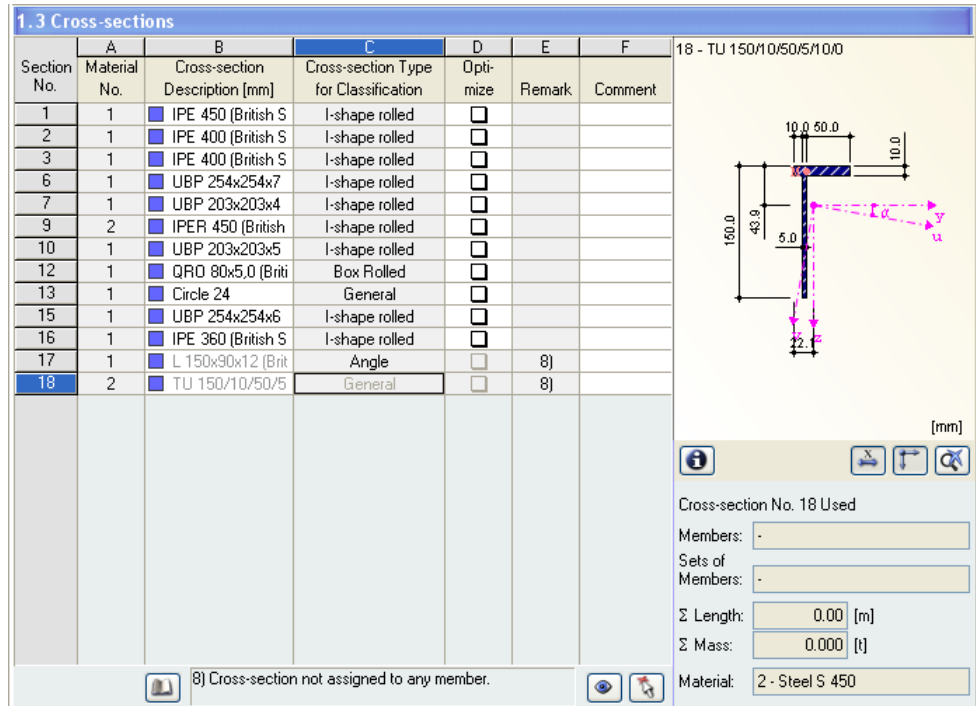 1.3 Cross-sections
A B C D E F
Section No. Material No. Cross-section Description [mm] Cross-section Type for Classification Opti-mize Remark Comment
1 1 IPE 450 (British S I-shape rolled
2 1 IPE 400 (British S I-shape rolled
3 1 IPE 400 (British S I-shape rolled
6 1 UBP 254x254x7 I-shape rolled
7 1 UBP 203x203x4 I-shape rolled
9 2 IPER 450 (British I-shape rolled
10 1 UBP 203x203x5 I-shape rolled
12 1 QRO 80x5,0 (Briti Box Rolled
13 1 Circle 24 General
15 1 UBP 254x254x6 I-shape rolled
16 1 IPE 360 (British S I-shape rolled
17 1 L 150x90x12 (Brit Angle 8)
18 2 TU 150/10/50/5 General 8)
8) Cross-section not assigned to any member.
18 - TU 150/10/50/5/10/0
10.0 50.0
10.0
150.0
43.9
5.0
α
y
u
z
[mm]
Cross-section No. 18 Used
Members: -
Sets of Members: -
Σ Length: 0.00 [m]
Σ Mass: 0.000 [t]
Material: 2 - Steel S 450